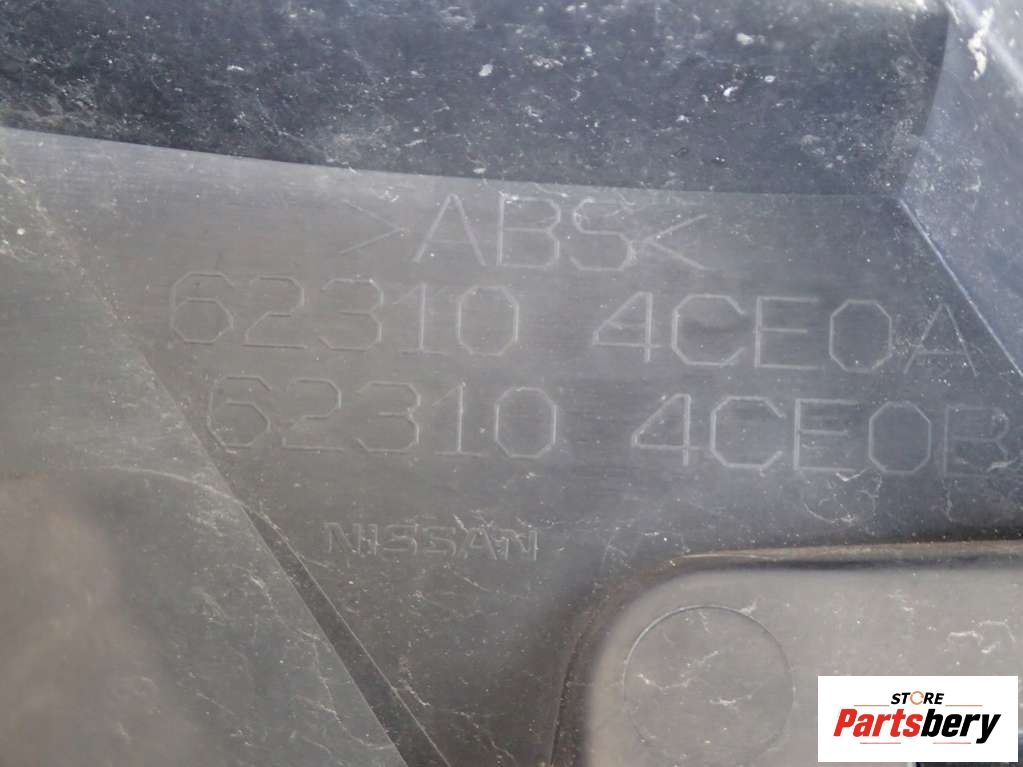 >ABS<
62310 4CE0A
62310 4CE0B
NISSAN
STORE
Partsbery